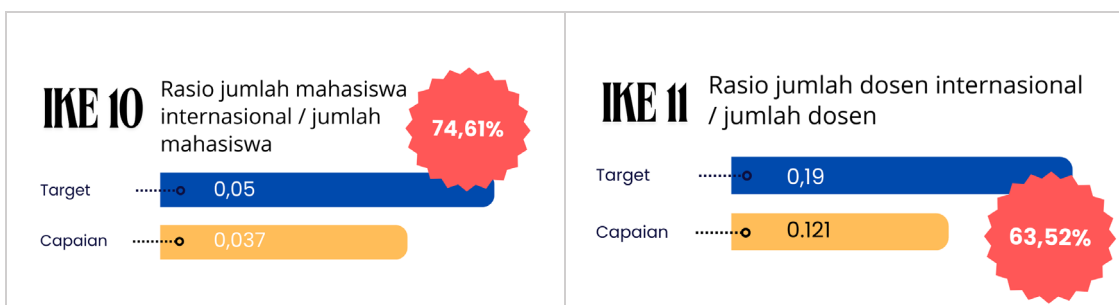 IKE 10
Rasio jumlah mahasiswa
internasional / jumlah
mahasiswa
74,61%
Target
0,05
Capaian
0,037
IKE 11
Rasio jumlah dosen internasional
/ jumlah dosen
Target
0,19
Capaian
0.121
63,52%